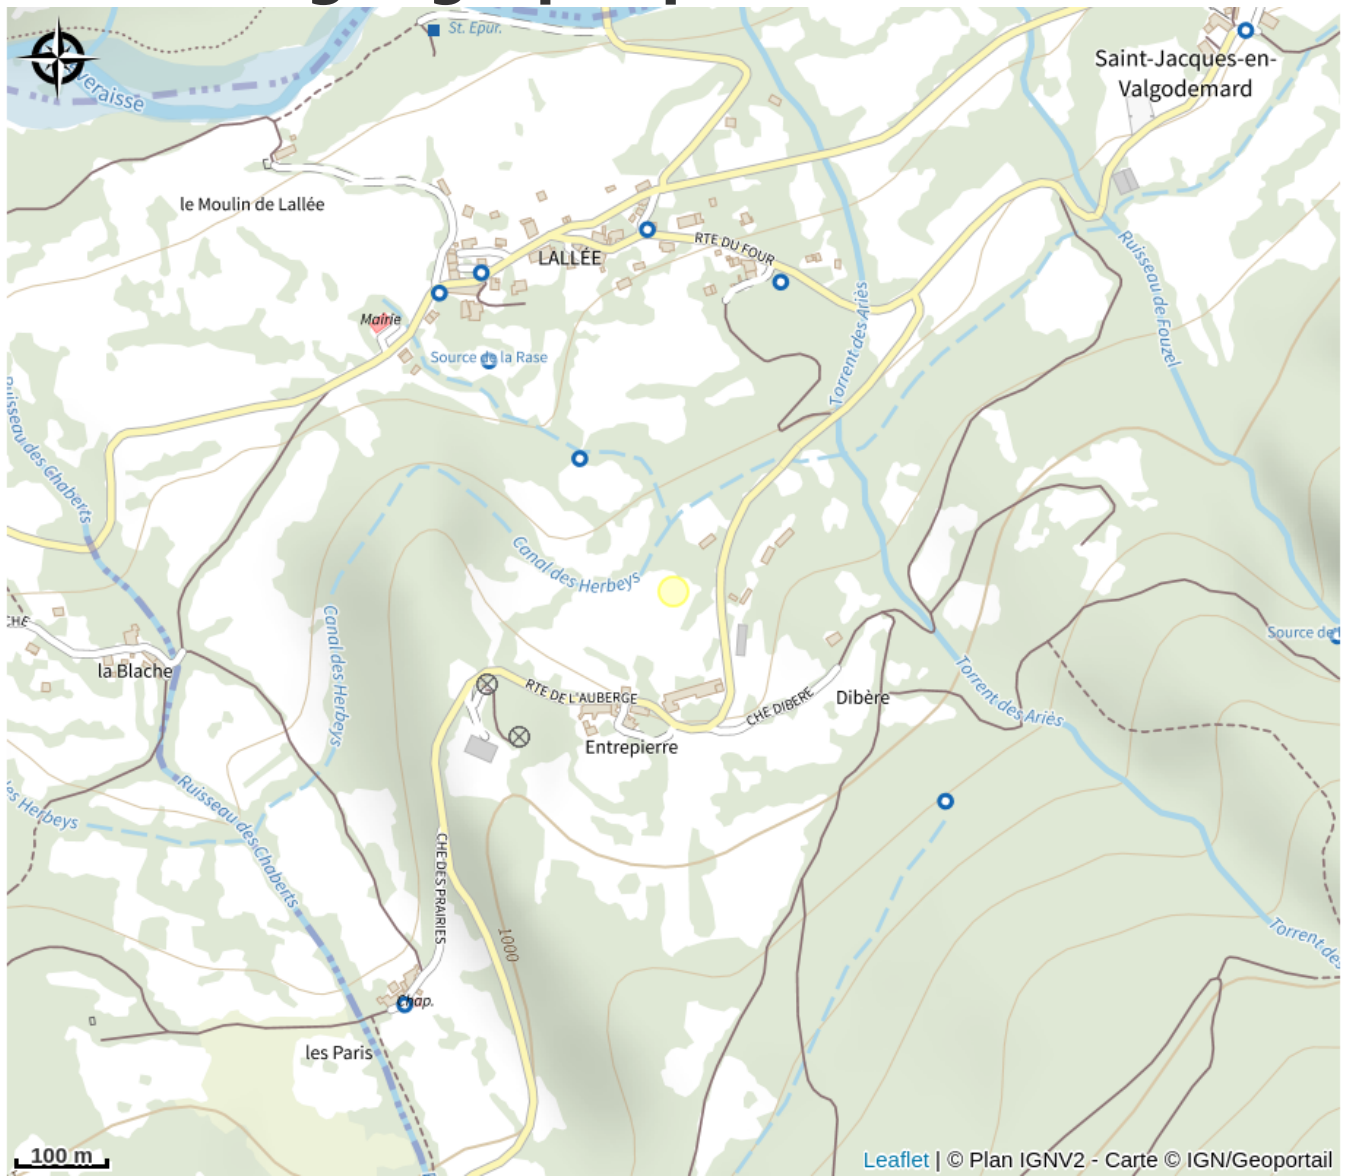 St. Epur.
Saint-Jacques-en-
Valgodemard
veraisse
le Moulin de Lallée
LALLÉE
RTE DU FOUR
Ruisseau de Fouzel
Mairie
Source de la Rase
Torrent des Ariès
Ruisseau des Chaberts
Canal des Herbeys
Canal des Herbeys
CHE
la Blache
Source de
RTE DE L'AUBERGE
CHE DIBERE
Dibère
Torrent des Ariès
Entrepierre
les Herbeys
Ruisseau des Chaberts
CHE DES PRAIRIES
1000
Torrent des
Chap.
les Paris
100 m
Leaflet | © Plan IGNV2 - Carte © IGN/Geoportail